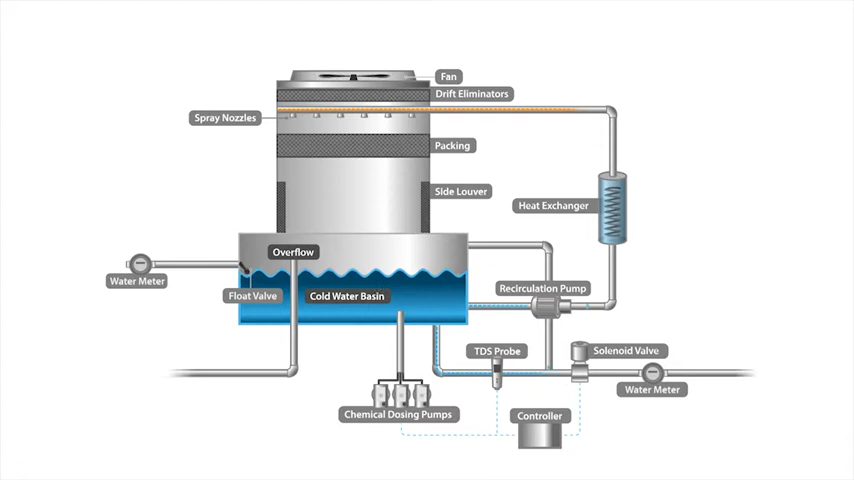 Fan
Drift Eliminators
Spray Nozzles
Packing
Side Louver
Heat Exchanger
Overflow
Water Meter
Float Valve
Cold Water Basin
Recirculation Pump
TDS Probe
Solenoid Valve
Water Meter
Chemical Dosing Pumps
Controller